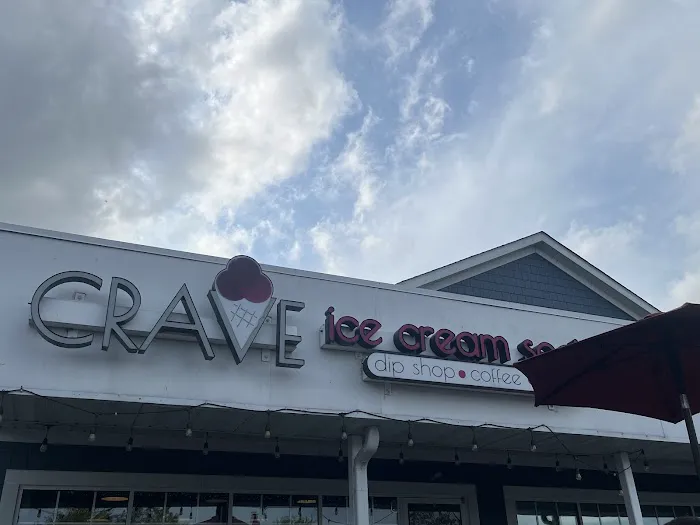 CRAVE
ice cream
dip shop • coffee